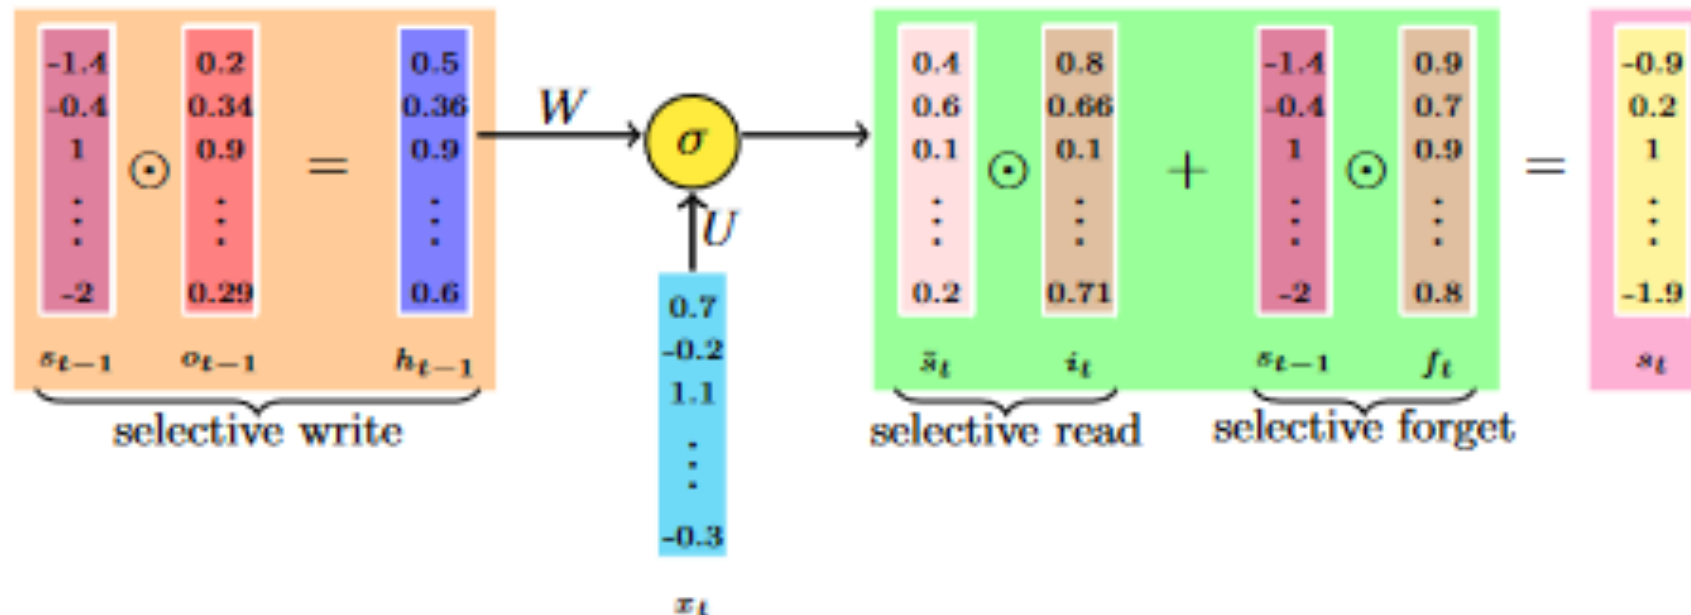 -1.4 0.2 0.5 0.4 0.8 -1.4 0.9 -0.9
-0.4 0.34 0.36 W σ 0.6 0.66 -0.4 0.7 0.2
1 ⊙ 0.9 = 0.9 0.1 ⊙ 0.1 + 1 ⊙ 0.9 = 1
⋮ ⋮ ⋮ U ⋮ ⋮ ⋮ ⋮ ⋮
-2 0.29 0.6 0.2 0.71 -2 0.8 -1.9
0.7
-0.2
1.1
⋮
-0.3
x_t
s_{t-1} o_{t-1} h_{t-1} s̃_t i_t s_{t-1} f_t s_t
selective write selective read selective forget